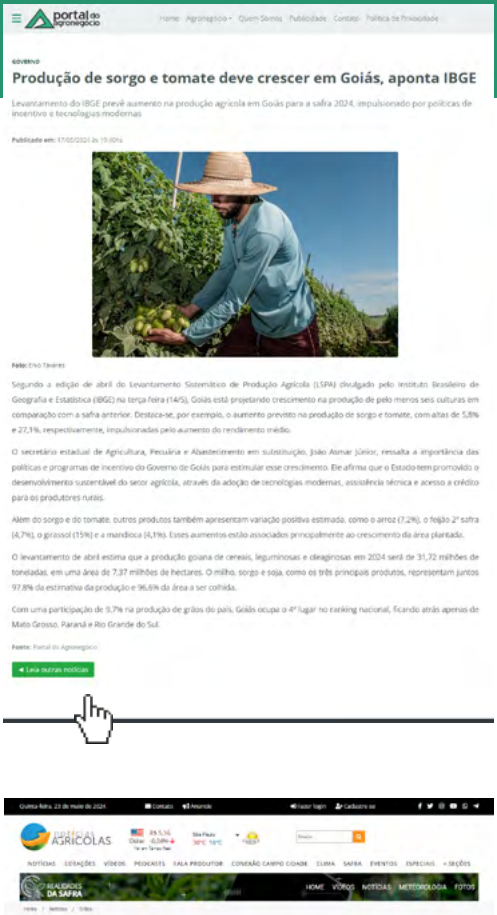 portal do
agronegócio
Home Agronegócio Quem Somos Publicidade Contato Política de Privacidade
GOVERNO
Produção de sorgo e tomate deve crescer em Goiás, aponta IBGE
Levantamento do IBGE prevê aumento na produção agrícola em Goiás para a safra 2024, impulsionado por políticas de
incentivo e tecnologias modernas
Publicado em: 17/05/2024 às 19:00hs
Foto: Enio Tavares
Segundo a edição de abril do Levantamento Sistemático de Produção Agrícola (LSPA) divulgado pelo Instituto Brasileiro de
Geografia e Estatística (IBGE) na terça-feira (14/5), Goiás está projetando crescimento na produção de pelo menos seis culturas em
comparação com a safra anterior. Destaca-se, por exemplo, o aumento previsto na produção de sorgo e tomate, com altas de 5,8%
e 27,1%, respectivamente, impulsionadas pelo aumento do rendimento médio.
O secretário estadual de Agricultura, Pecuária e Abastecimento em substituição, João Asmar Júnior, ressalta a importância das
políticas e programas de incentivo do Governo de Goiás para estimular esse crescimento. Ele afirma que o Estado tem promovido o
desenvolvimento sustentável do setor agrícola, através da adoção de tecnologias modernas, assistência técnica e acesso a crédito
para os produtores rurais.
Além do sorgo e do tomate, outros produtos também apresentam variação positiva estimada, como o arroz (7,2%), o feijão 2ª safra
(4,7%), o girassol (15%) e a mandioca (4,1%). Esses aumentos estão associados principalmente ao crescimento da área plantada.
O levantamento de abril estima que a produção goiana de cereais, leguminosas e oleaginosas em 2024 será de 31,72 milhões de
toneladas, em uma área de 7,37 milhões de hectares. O milho, sorgo e soja, como os três principais produtos, representam juntos
97,8% da estimativa da produção e 96,6% da área a ser colhida.
Com uma participação de 9,7% na produção de grãos do país, Goiás ocupa o 4º lugar no ranking nacional, ficando atrás apenas de
Mato Grosso, Paraná e Rio Grande do Sul.
Fonte: Portal do Agronegócio
◄ Leia outras notícias
Quinta-feira, 23 de maio de 2024 Contato Anuncie Fazer login Cadastre-se
notícias
AGRÍCOLAS
Dólar São Paulo
NOTÍCIAS COTAÇÕES VÍDEOS PODCASTS FALA PRODUTOR CONEXÃO CAMPO CIDADE CLIMA SAFRA EVENTOS ESPECIAIS + SEÇÕES
REALIDADES
DA SAFRA
HOME VÍDEOS NOTÍCIAS METEOROLOGIA FOTOS
Home / Notícias / Grãos